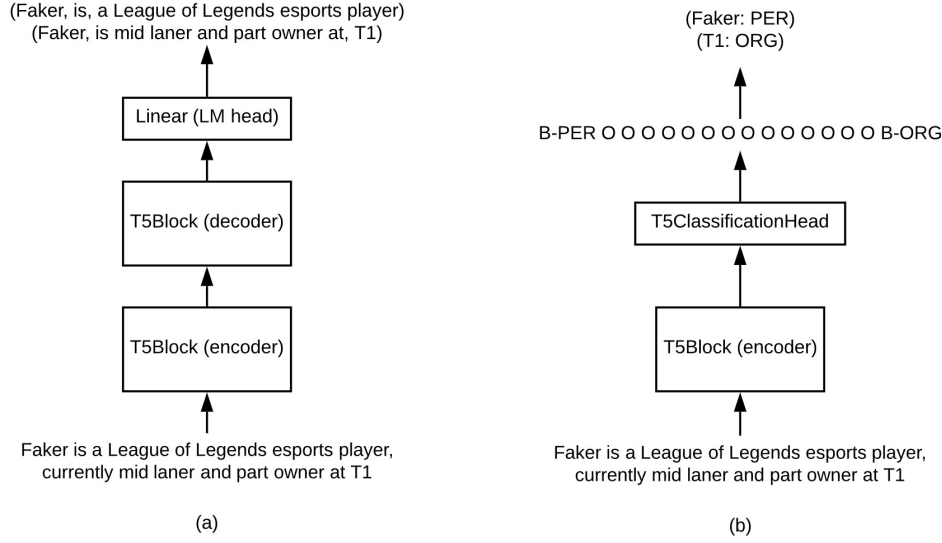 (Faker, is, a League of Legends esports player)
(Faker, is mid laner and part owner at, T1)
Linear (LM head)
T5Block (decoder)
T5Block (encoder)
Faker is a League of Legends esports player,
currently mid laner and part owner at T1
(a)
(Faker: PER)
(T1: ORG)
B-PER O O O O O O O O O O O O O O B-ORG
T5ClassificationHead
T5Block (encoder)
Faker is a League of Legends esports player,
currently mid laner and part owner at T1
(b)